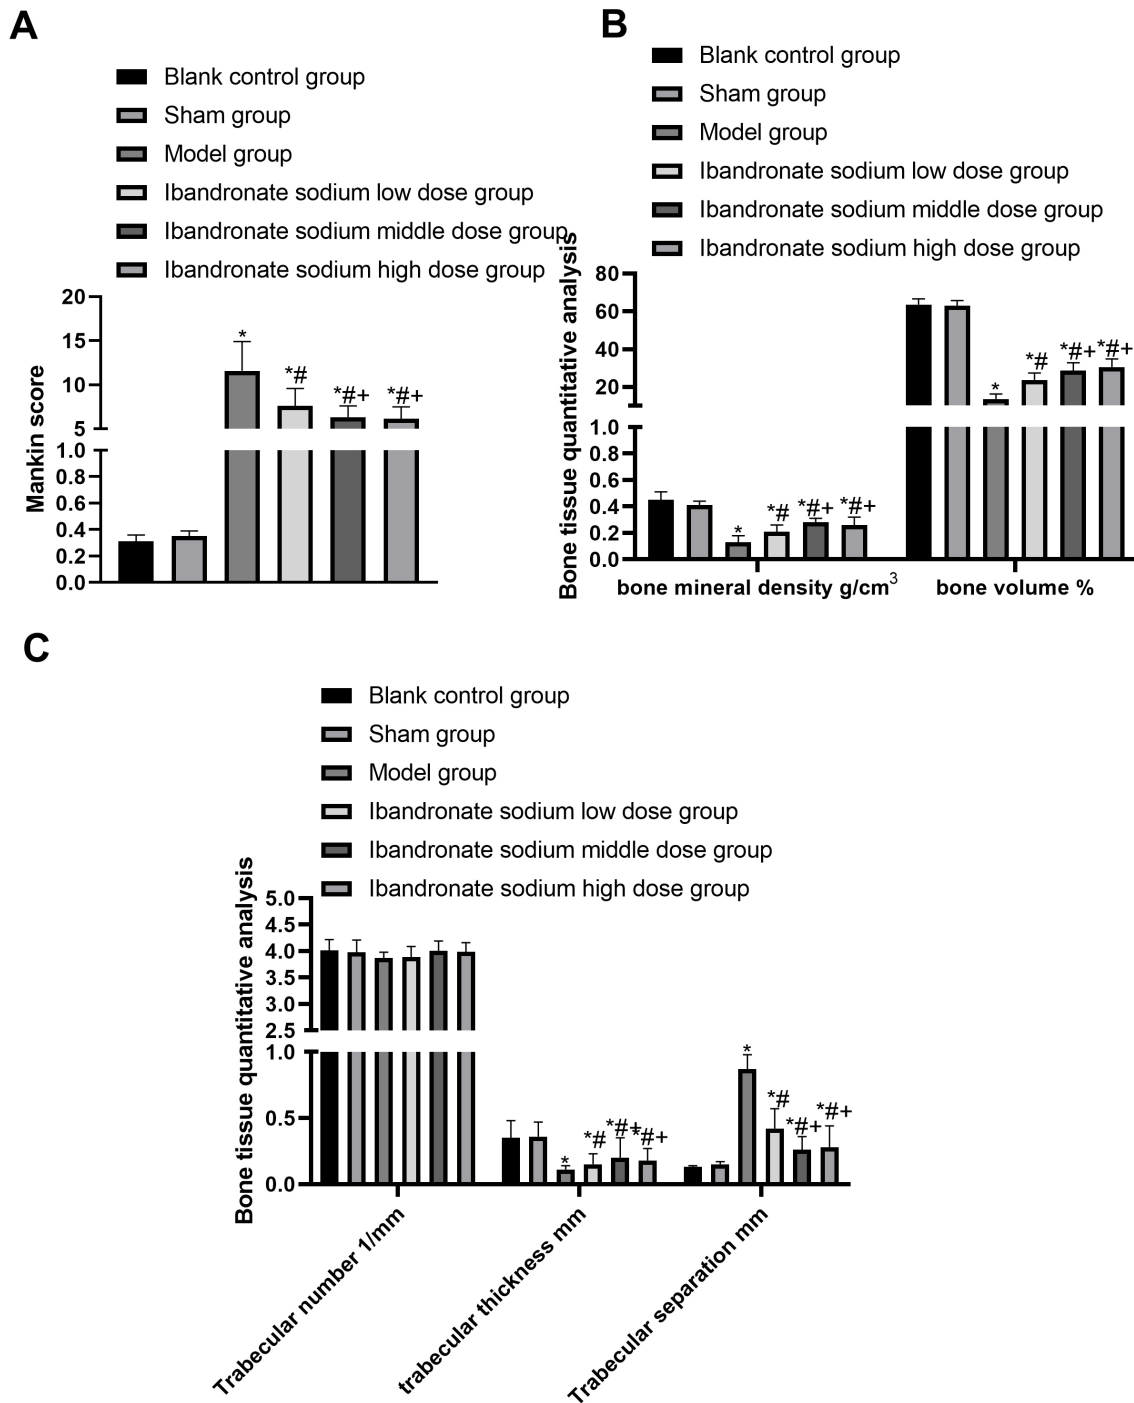 A
Blank control group
Sham group
Model group
Ibandronate sodium low dose group
Ibandronate sodium middle dose group
Ibandronate sodium high dose group
Mankin score
20
15
10
5
1.0
0.8
0.6
0.4
0.2
0.0
*
*#
*#+
*#+
B
Blank control group
Sham group
Model group
Ibandronate sodium low dose group
Ibandronate sodium middle dose group
Ibandronate sodium high dose group
Bone tissue quantitative analysis
80
60
40
20
1.0
0.8
0.6
0.4
0.2
0.0
*
*#
*#+
*#+
*
*#
*#+
*#+
bone mineral density g/cm3
bone volume %
C
Blank control group
Sham group
Model group
Ibandronate sodium low dose group
Ibandronate sodium middle dose group
Ibandronate sodium high dose group
Bone tissue quantitative analysis
5.0
4.5
4.0
3.5
3.0
2.5
1.0
0.5
0.0
*
*#
*#+
*#+
*
*#
*#+
*#+
Trabecular number 1/mm
trabecular thickness mm
Trabecular separation mm